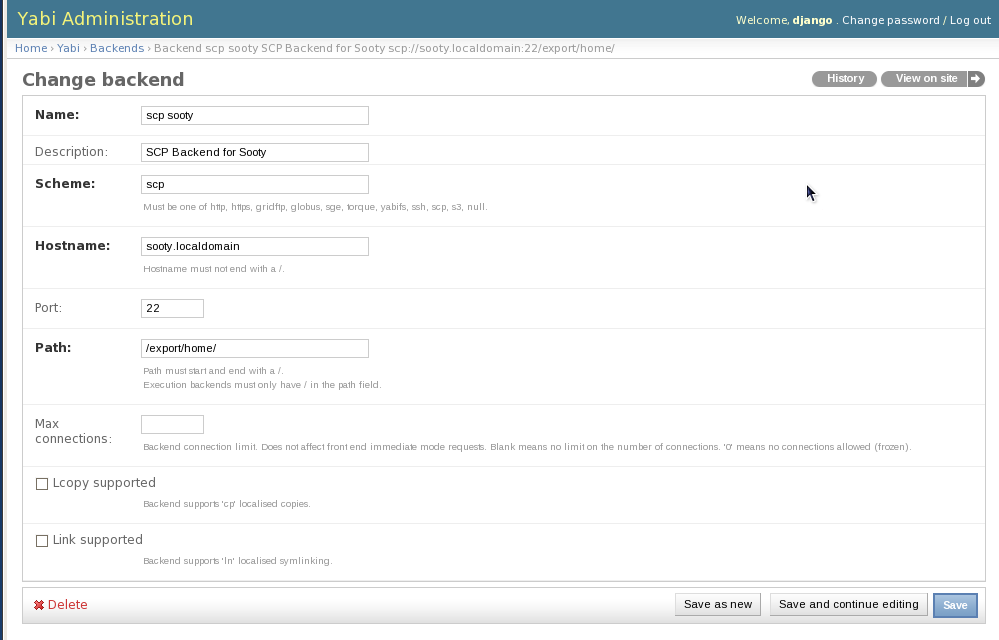 Yabi Administration
Welcome, django . Change password / Log out
Home › Yabi › Backends › Backend scp sooty SCP Backend for Sooty scp://sooty.localdomain:22/export/home/
Change backend
History
View on site
Name:
scp sooty
Description:
SCP Backend for Sooty
Scheme:
scp
Must be one of http, https, gridftp, globus, sge, torque, yabifs, ssh, scp, s3, null.
Hostname:
sooty.localdomain
Hostname must not end with a /.
Port:
22
Path:
/export/home/
Path must start and end with a /.
Execution backends must only have / in the path field.
Max
connections:
Backend connection limit. Does not affect front end immediate mode requests. Blank means no limit on the number of connections. '0' means no connections allowed (frozen).
Lcopy supported
Backend supports 'cp' localised copies.
Link supported
Backend supports 'ln' localised symlinking.
Delete
Save as new
Save and continue editing
Save